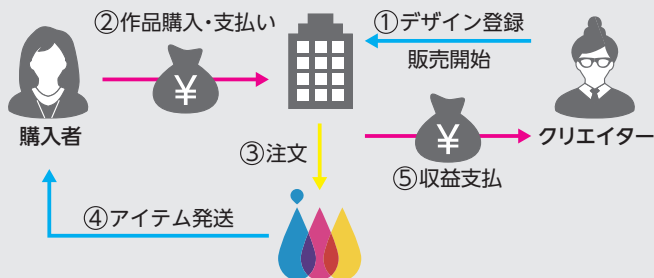 ②作品購入・支払い
①デザイン登録
販売開始
¥
購入者
¥
クリエイター
③注文
⑤収益支払
④アイテム発送